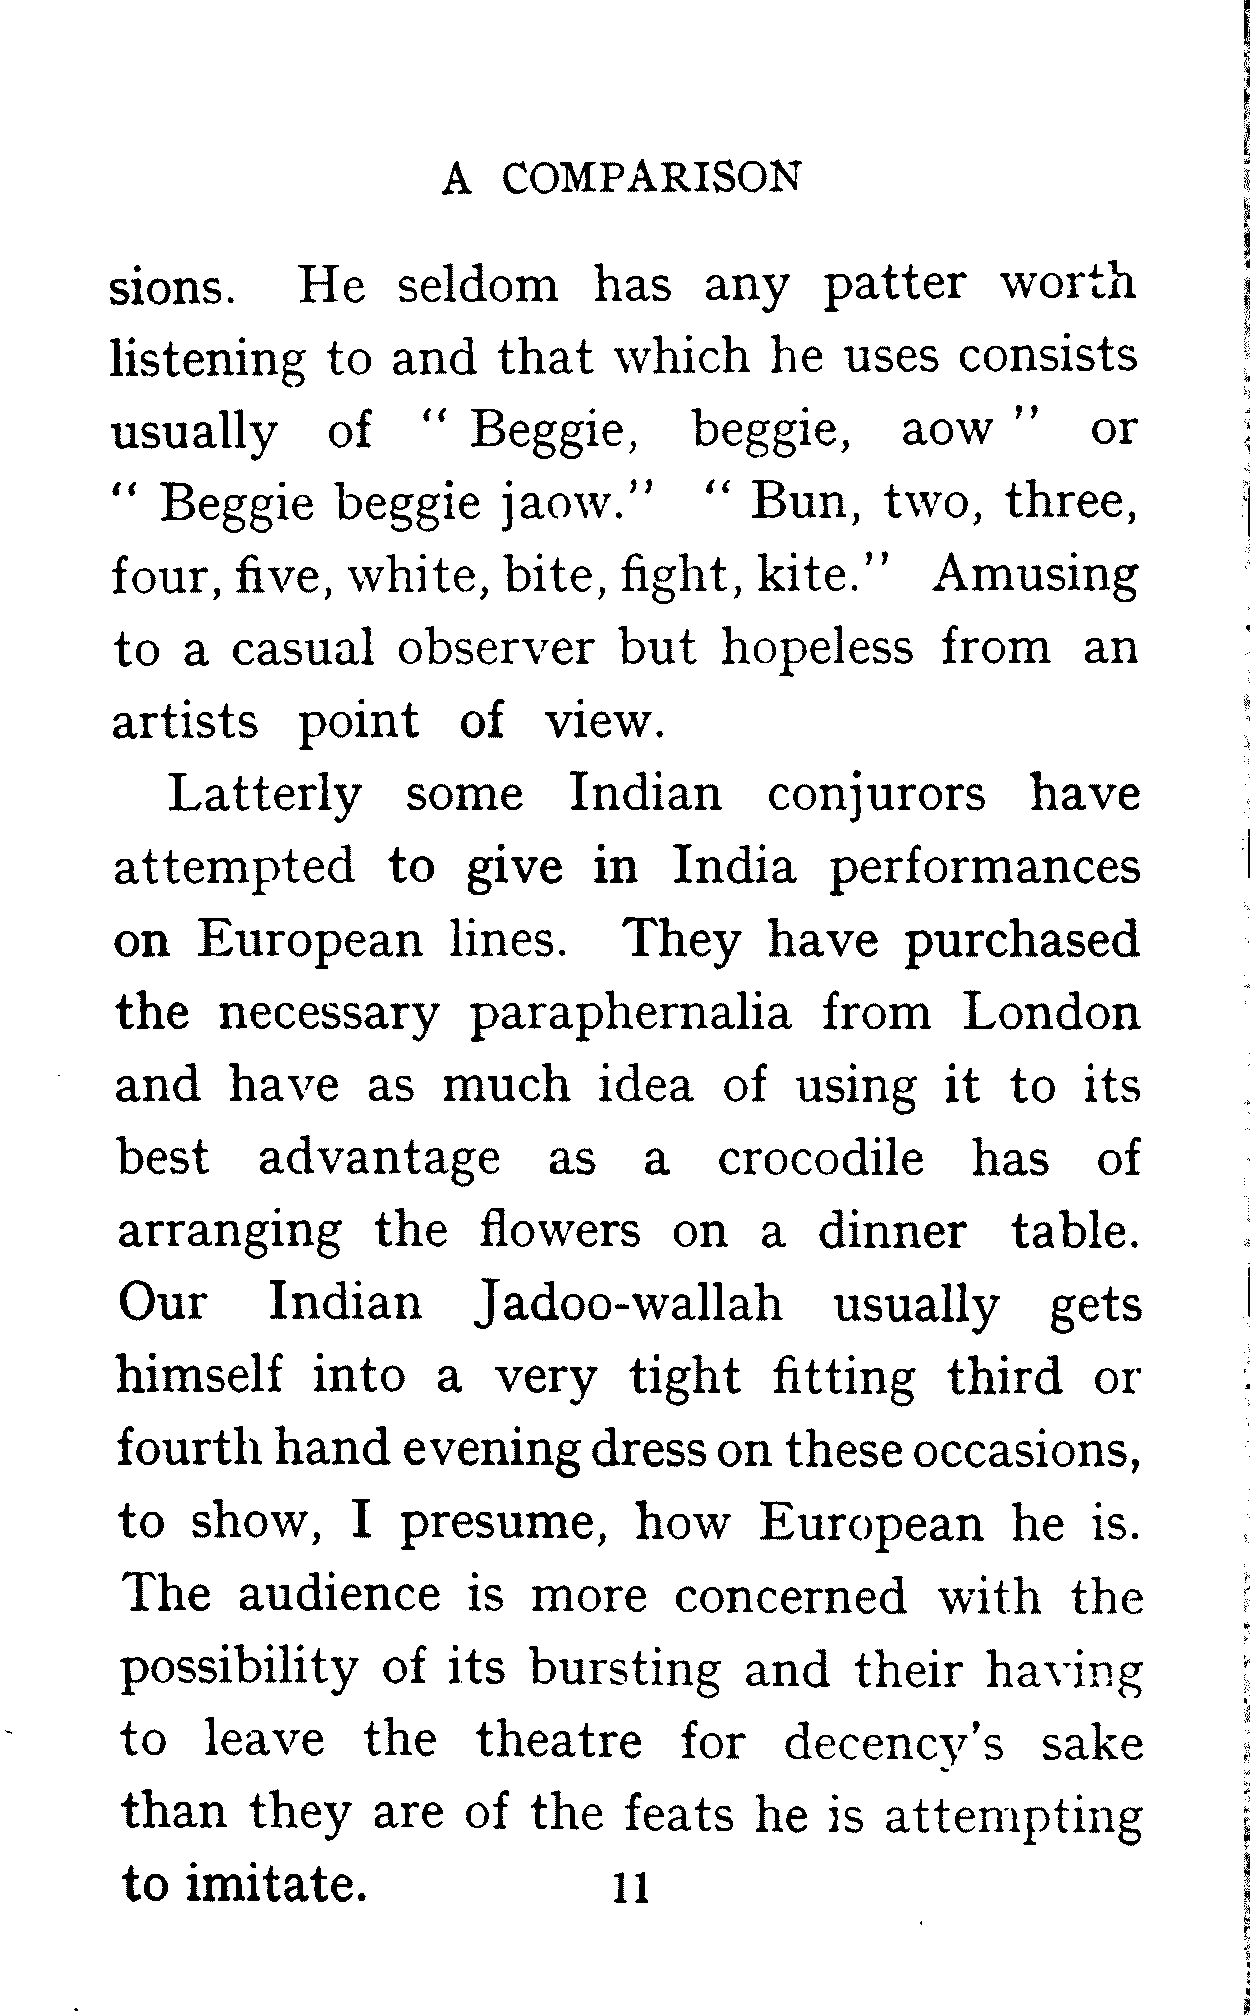 A COMPARISON
sions. He seldom has any patter worth
listening to and that which he uses consists
usually of “ Beggie, beggie, aow ” or
“ Beggie beggie jaow.” “ Bun, two, three,
four, five, white, bite, fight, kite.” Amusing
to a casual observer but hopeless from an
artists point of view.
Latterly some Indian conjurors have
attempted to give in India performances
on European lines. They have purchased
the necessary paraphernalia from London
and have as much idea of using it to its
best advantage as a crocodile has of
arranging the flowers on a dinner table.
Our Indian Jadoo-wallah usually gets
himself into a very tight fitting third or
fourth hand evening dress on these occasions,
to show, I presume, how European he is.
The audience is more concerned with the
possibility of its bursting and their having
to leave the theatre for decency's sake
than they are of the feats he is attempting
to imitate.
11